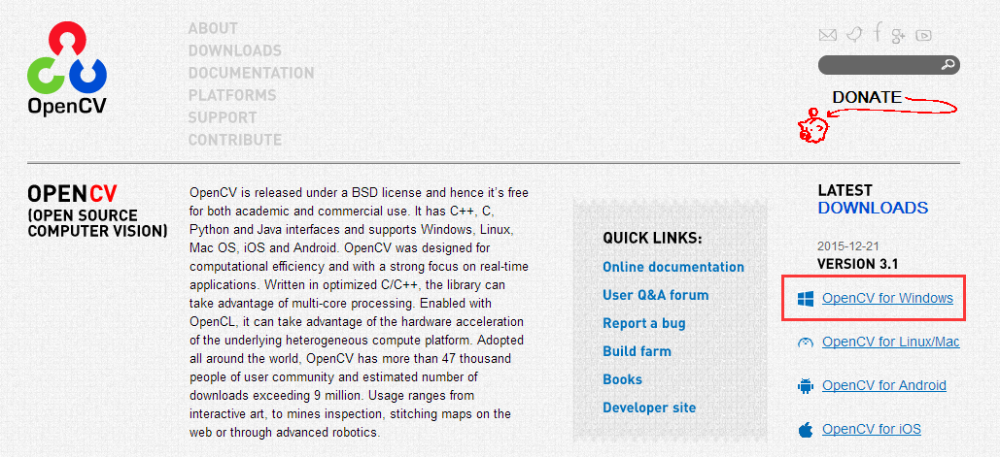 OpenCV
ABOUT
DOWNLOADS
DOCUMENTATION
PLATFORMS
SUPPORT
CONTRIBUTE
DONATE
OPENCV
(OPEN SOURCE
COMPUTER VISION)
OpenCV is released under a BSD license and hence it's free
for both academic and commercial use. It has C++, C,
Python and Java interfaces and supports Windows, Linux,
Mac OS, iOS and Android. OpenCV was designed for
computational efficiency and with a strong focus on real-time
applications. Written in optimized C/C++, the library can
take advantage of multi-core processing. Enabled with
OpenCL, it can take advantage of the hardware acceleration
of the underlying heterogeneous compute platform. Adopted
all around the world, OpenCV has more than 47 thousand
people of user community and estimated number of
downloads exceeding 9 million. Usage ranges from
interactive art, to mines inspection, stitching maps on the
web or through advanced robotics.
QUICK LINKS:
Online documentation
User Q&A forum
Report a bug
Build farm
Books
Developer site
LATEST
DOWNLOADS
2015-12-21
VERSION 3.1
OpenCV for Windows
OpenCV for Linux/Mac
OpenCV for Android
OpenCV for iOS